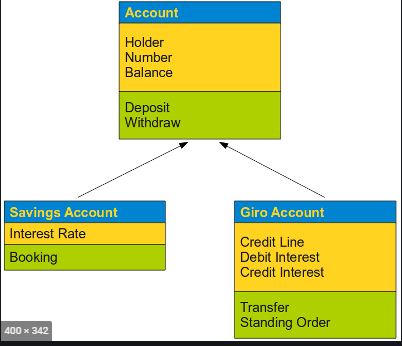 Account
Holder
Number
Balance
Deposit
Withdraw
Savings Account
Interest Rate
Booking
Giro Account
Credit Line
Debit Interest
Credit Interest
Transfer
Standing Order
400 × 342